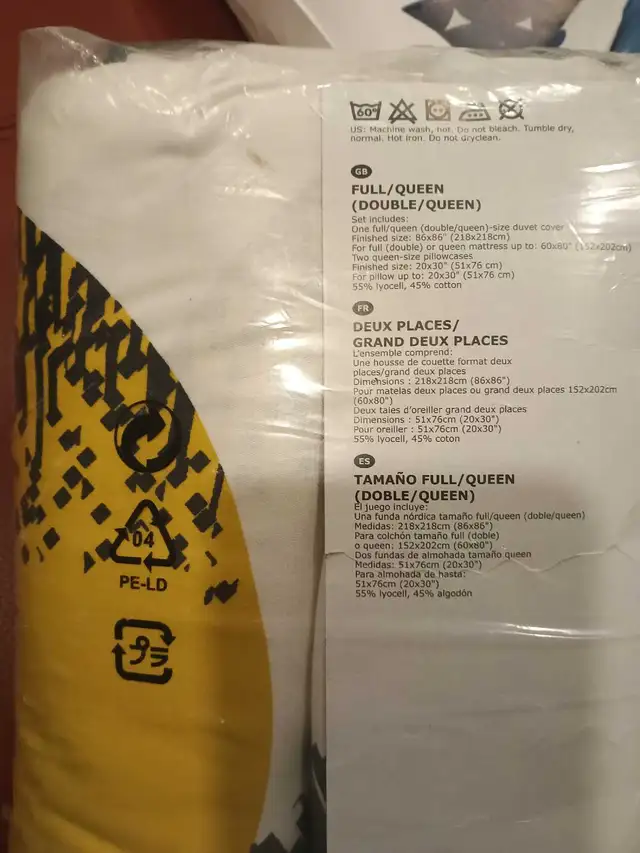 60°
US: Machine wash, hot. Do not bleach. Tumble dry,
normal. Hot iron. Do not dryclean.
GB
FULL/QUEEN
(DOUBLE/QUEEN)
Set includes:
One full/queen (double/queen)-size duvet cover
Finished size: 86x86" (218x218cm)
For full (double) or queen mattress up to: 60x80" (152x202cm)
Two queen-size pillowcases
Finished size: 20x30" (51x76 cm)
For pillow up to: 20x30" (51x76 cm)
55% lyocell, 45% cotton
FR
DEUX PLACES/
GRAND DEUX PLACES
L'ensemble comprend:
Une housse de couette format deux
places/grand deux places
Dimensions : 218x218cm (86x86")
Pour matelas deux places ou grand deux places 152x202cm
(60x80")
Deux taies d'oreiller grand deux places
Dimensions : 51x76cm (20x30")
Pour oreiller : 51x76cm (20x30")
55% lyocell, 45% coton
ES
TAMAÑO FULL/QUEEN
(DOBLE/QUEEN)
El juego incluye:
Una funda nórdica tamaño full/queen (doble/queen)
Medidas: 218x218cm (86x86")
Para colchón tamaño full (doble)
o queen: 152x202cm (60x80")
Dos fundas de almohada tamaño queen
Medidas: 51x76cm (20x30")
Para almohada de hasta:
51x76cm (20x30")
55% lyocell, 45% algodón
04
PE-LD
プラ